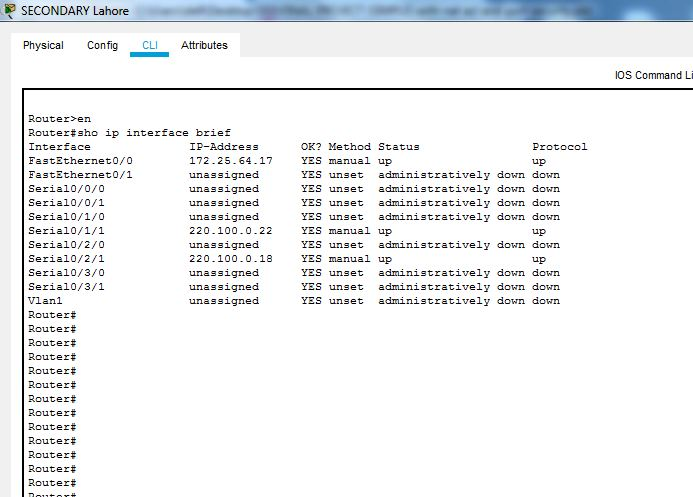 SECONDARY Lahore
Physical Config CLI Attributes
IOS Command Li
Router>en
Router#sho ip interface brief
Interface IP-Address OK? Method Status Protocol
FastEthernet0/0 172.25.64.17 YES manual up up
FastEthernet0/1 unassigned YES unset administratively down down
Serial0/0/0 unassigned YES unset administratively down down
Serial0/0/1 unassigned YES unset administratively down down
Serial0/1/0 unassigned YES unset administratively down down
Serial0/1/1 220.100.0.22 YES manual up up
Serial0/2/0 unassigned YES unset administratively down down
Serial0/2/1 220.100.0.18 YES manual up up
Serial0/3/0 unassigned YES unset administratively down down
Serial0/3/1 unassigned YES unset administratively down down
Vlan1 unassigned YES unset administratively down down
Router#
Router#
Router#
Router#
Router#
Router#
Router#
Router#
Router#
Router#
Router#
Router#
Router#
Router#